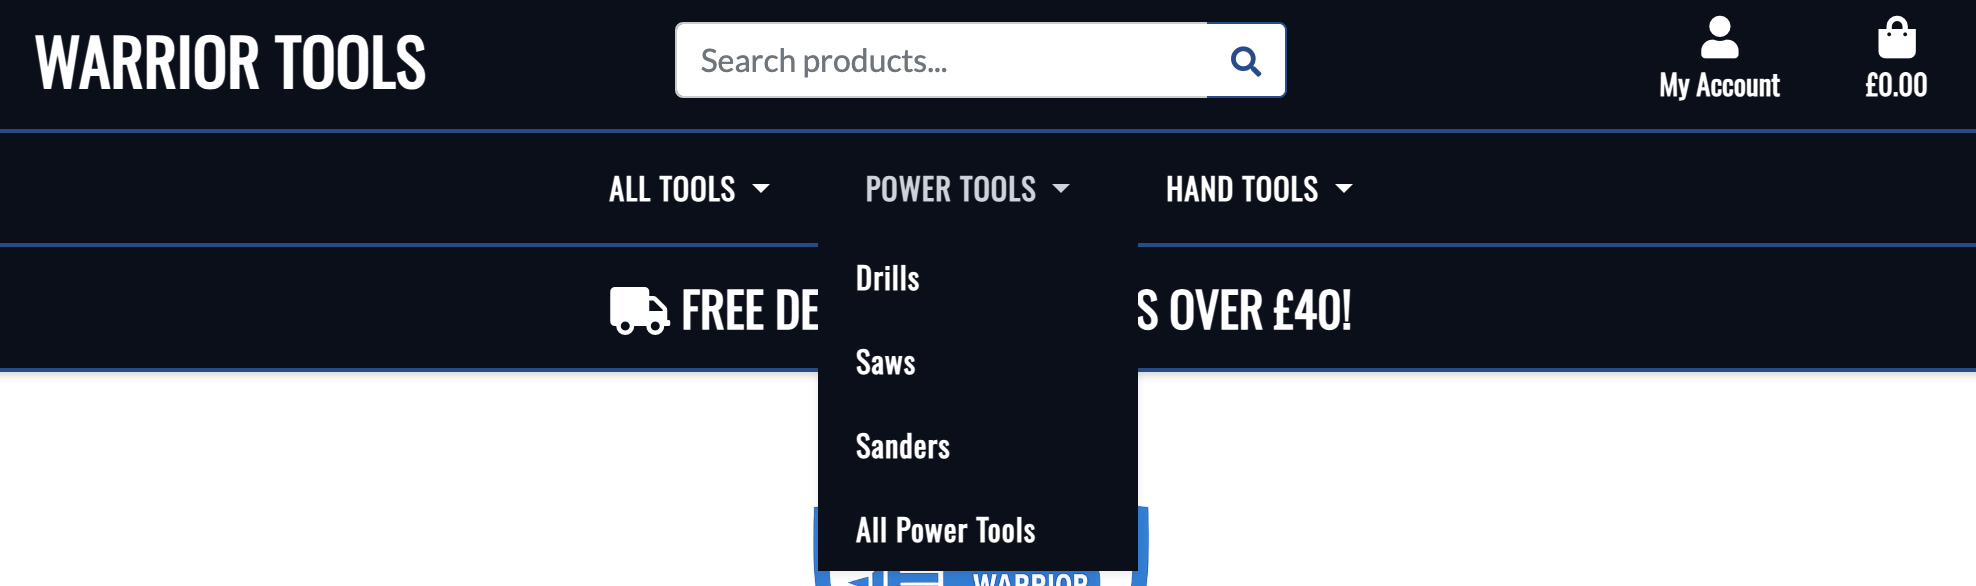 WARRIOR TOOLS
Search products...
My Account
£0.00
ALL TOOLS
POWER TOOLS
HAND TOOLS
FREE DE
S OVER £40!
Drills
Saws
Sanders
All Power Tools
WARRIOR